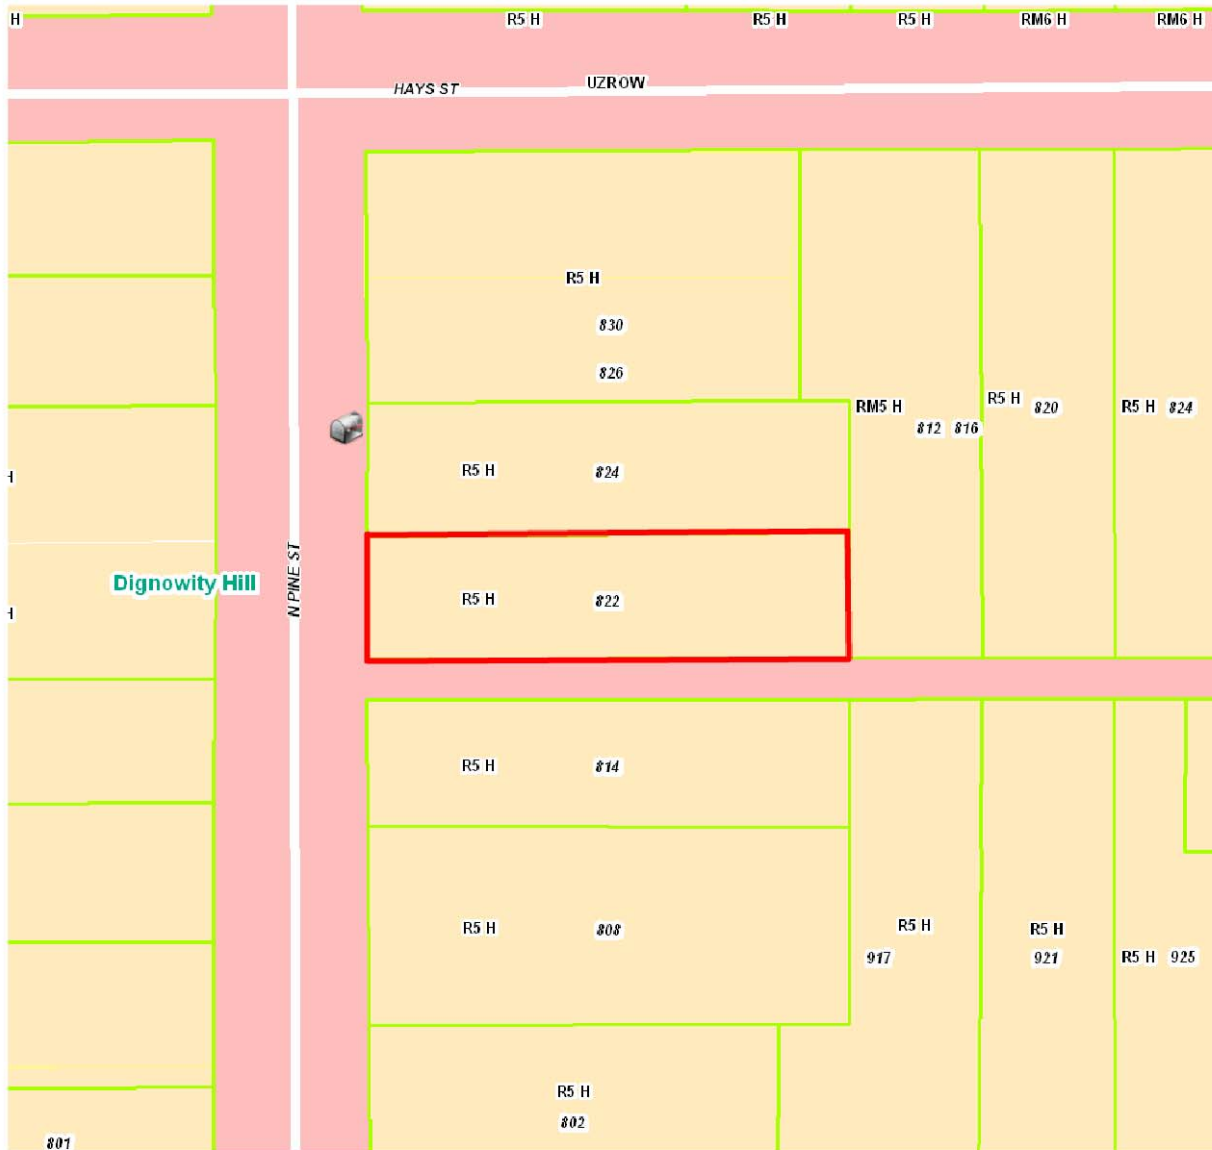 H
R5 H
R5 H
R5 H
RM6 H
RM6 H
HAYS ST
UZROW
R5 H
830
826
RM5 H
812 816
R5 H 820
R5 H 824
H
R5 H 824
Dignowity Hill
N PINE ST
R5 H 822
H
R5 H 814
R5 H 808
R5 H
917
R5 H
921
R5 H 925
R5 H
802
801